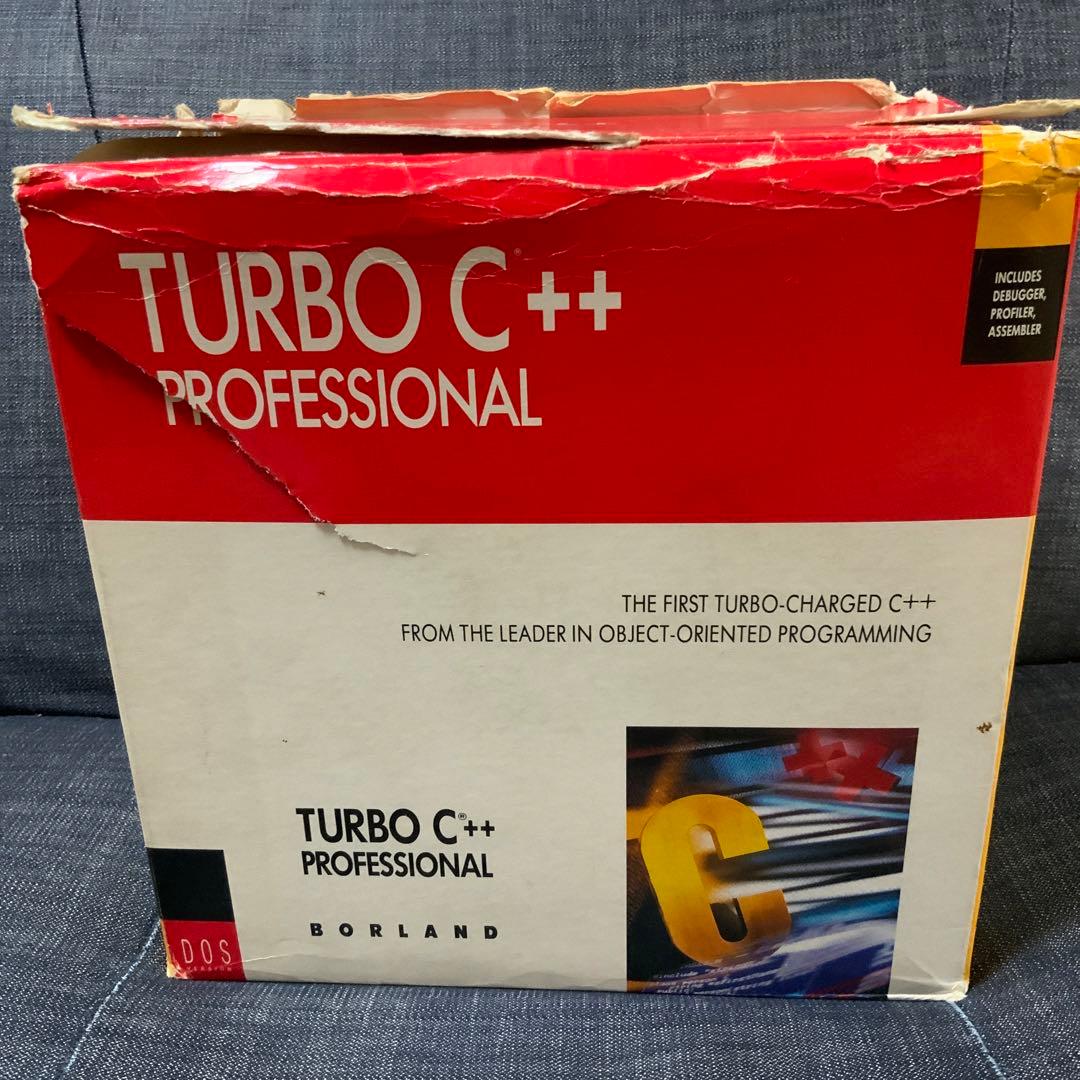 TURBO C®++
PROFESSIONAL
INCLUDES
DEBUGGER,
PROFILER,
ASSEMBLER
THE FIRST TURBO-CHARGED C++
FROM THE LEADER IN OBJECT-ORIENTED PROGRAMMING
TURBO C®++
PROFESSIONAL
BORLAND
DOS
VERSION